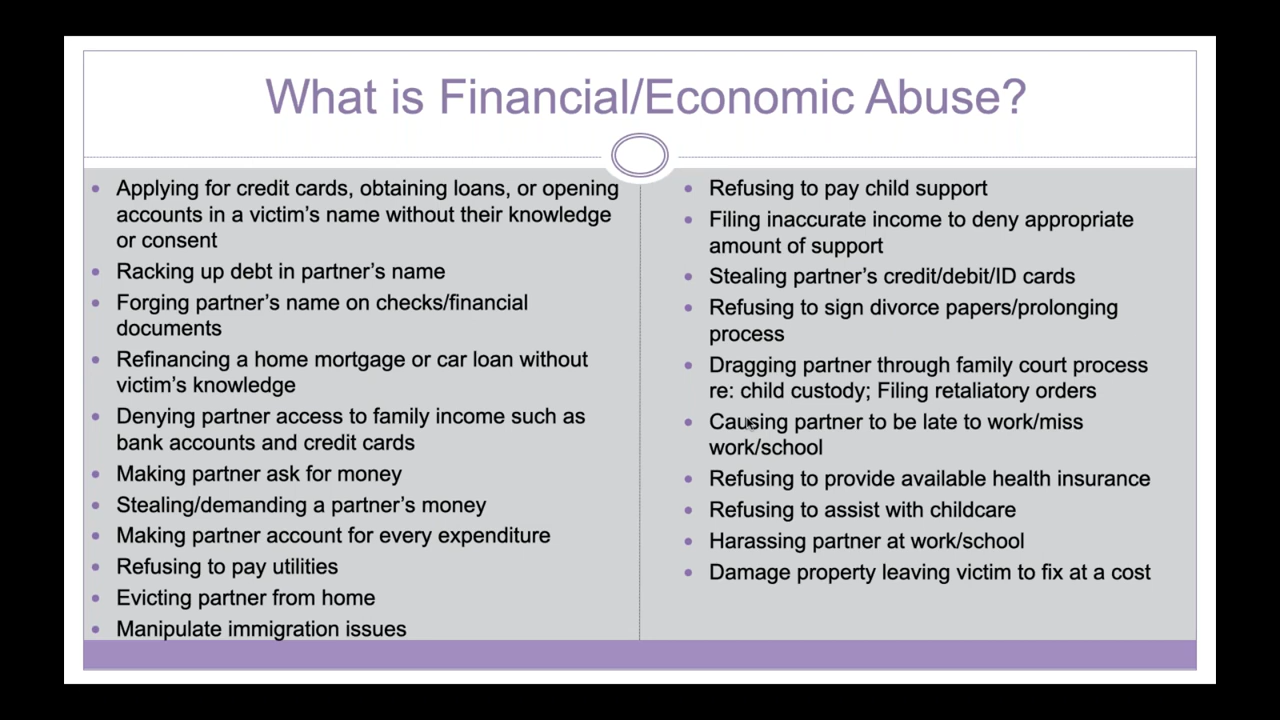 What is Financial/Economic Abuse?
• Applying for credit cards, obtaining loans, or opening
accounts in a victim's name without their knowledge
or consent
• Racking up debt in partner's name
• Forging partner's name on checks/financial
documents
• Refinancing a home mortgage or car loan without
victim's knowledge
• Denying partner access to family income such as
bank accounts and credit cards
• Making partner ask for money
• Stealing/demanding a partner's money
• Making partner account for every expenditure
• Refusing to pay utilities
• Evicting partner from home
• Manipulate immigration issues
• Refusing to pay child support
• Filing inaccurate income to deny appropriate
amount of support
• Stealing partner's credit/debit/ID cards
• Refusing to sign divorce papers/prolonging
process
• Dragging partner through family court process
re: child custody; Filing retaliatory orders
• Causing partner to be late to work/miss
work/school
• Refusing to provide available health insurance
• Refusing to assist with childcare
• Harassing partner at work/school
• Damage property leaving victim to fix at a cost